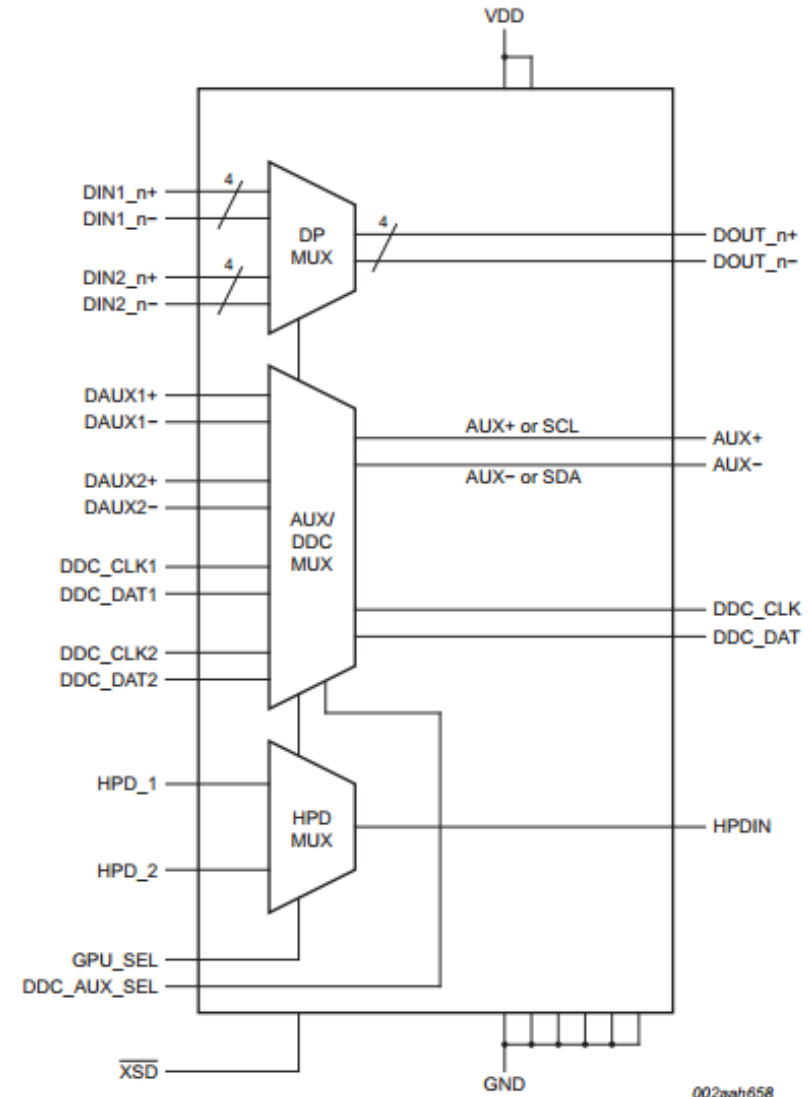 VDD
DIN1_n+
4
DIN1_n−
DP
MUX
4
DOUT_n+
DOUT_n−
DIN2_n+
4
DIN2_n−
DAUX1+
DAUX1−
AUX+ or SCL
AUX+
AUX−
AUX− or SDA
DAUX2+
DAUX2−
AUX/
DDC
MUX
DDC_CLK1
DDC_DAT1
DDC_CLK
DDC_DAT
DDC_CLK2
DDC_DAT2
HPD_1
HPD
MUX
HPDIN
HPD_2
GPU_SEL
DDC_AUX_SEL
XSD
GND
002aah658